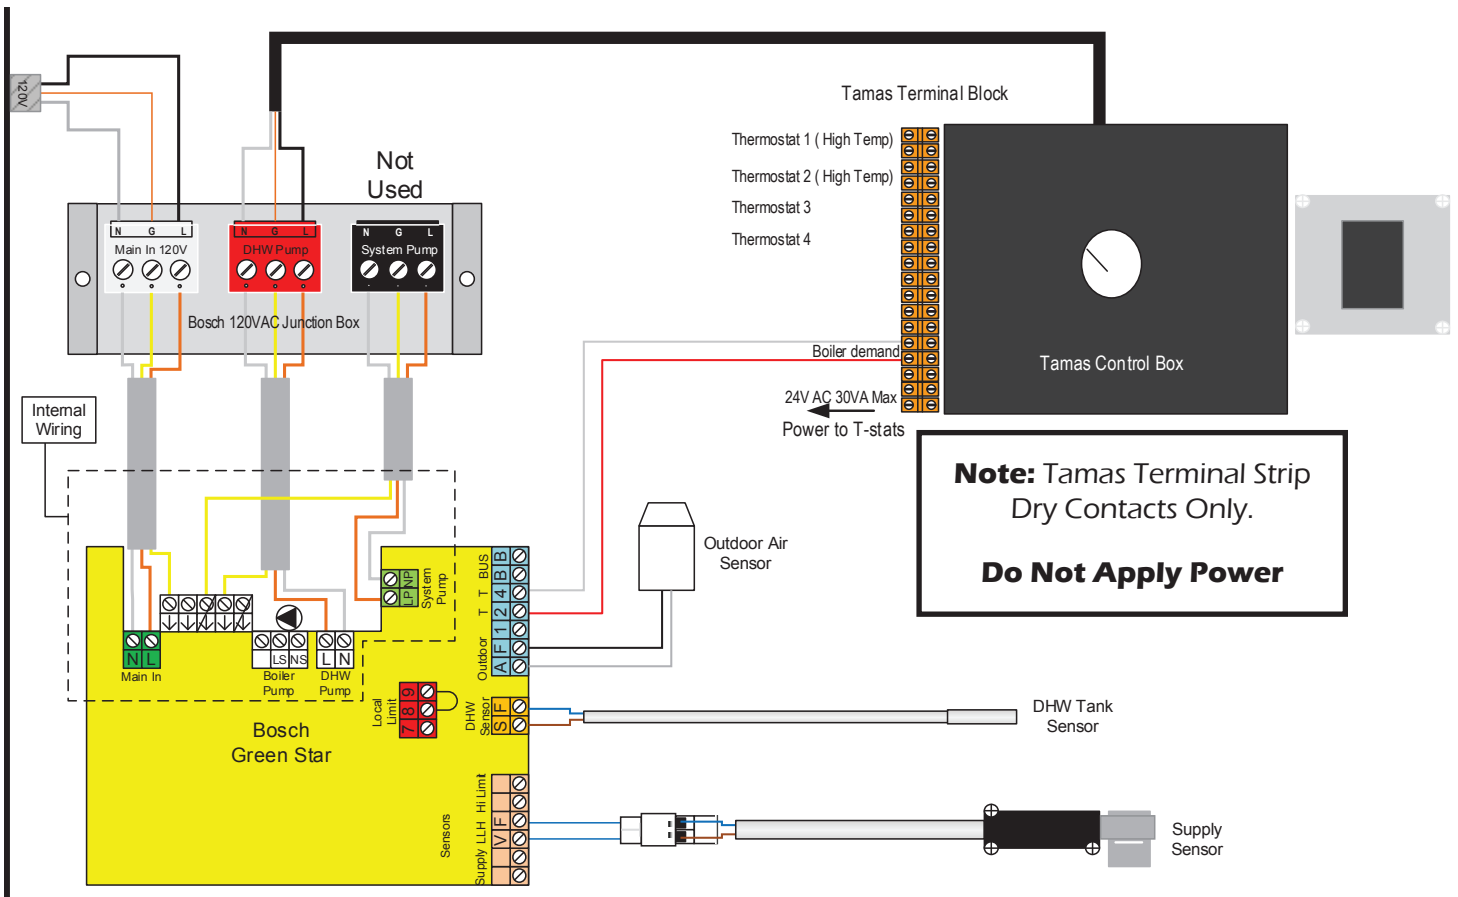 120V
Tamas Terminal Block
Thermostat 1 ( High Temp)
Thermostat 2 ( High Temp)
Thermostat 3
Thermostat 4
Not
Used
N G L
Main In 120V
N G L
DHW Pump
N G L
System Pump
Bosch 120VAC Junction Box
Boiler demand
Tamas Control Box
24V AC 30VA Max
Power to T-stats
Internal
Wiring
Note: Tamas Terminal Strip
Dry Contacts Only.
Do Not Apply Power
Outdoor Air
Sensor
LP NP
System
Pump
BUS
B
B
T
4
T
2
1
Outdoor
F
A
N L
Main In
LS NS
Boiler
Pump
L N
DHW
Pump
Local
Limit
7 8 9
DHW
Sensor
S F
DHW Tank
Sensor
Bosch
Green Star
Sensors
Supply LLH Hi Limit
V F
Supply
Sensor